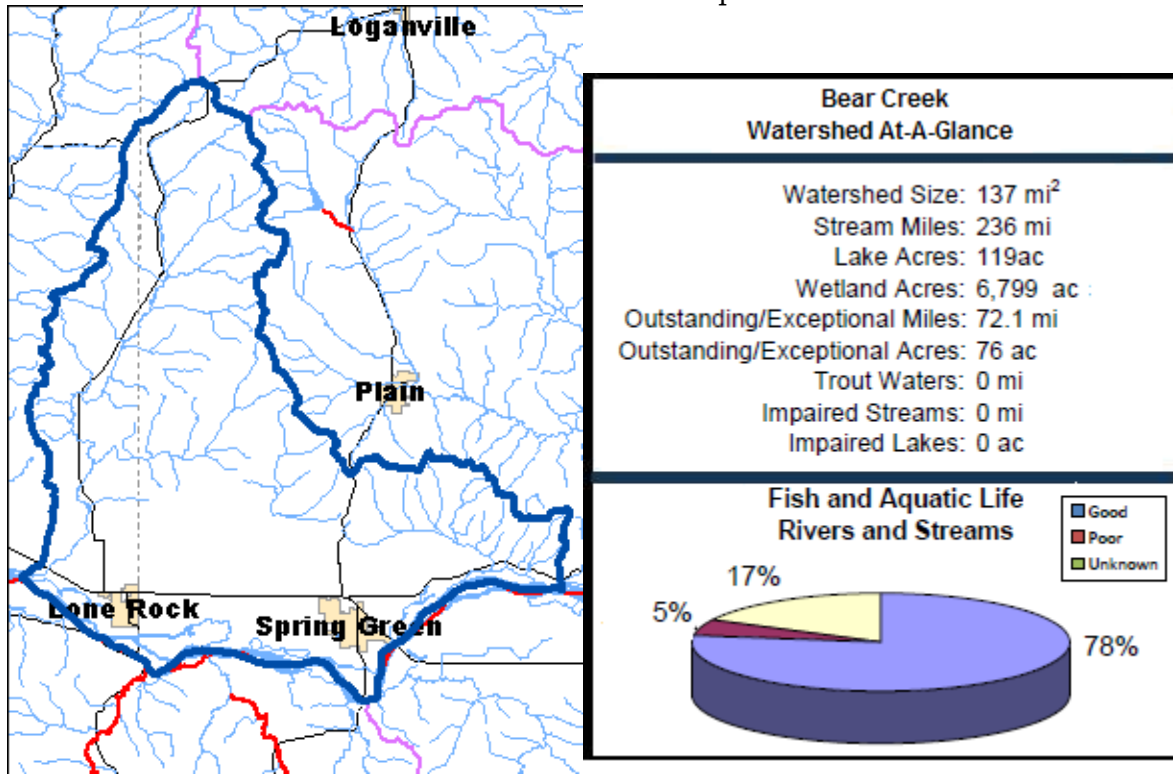 Loganville
Plain
Lone Rock
Spring Green
Bear Creek
Watershed At-A-Glance
Watershed Size: 137 mi²
Stream Miles: 236 mi
Lake Acres: 119ac
Wetland Acres: 6,799 ac
Outstanding/Exceptional Miles: 72.1 mi
Outstanding/Exceptional Acres: 76 ac
Trout Waters: 0 mi
Impaired Streams: 0 mi
Impaired Lakes: 0 ac
Fish and Aquatic Life
Rivers and Streams
Good
Poor
Unknown
17%
5%
78%